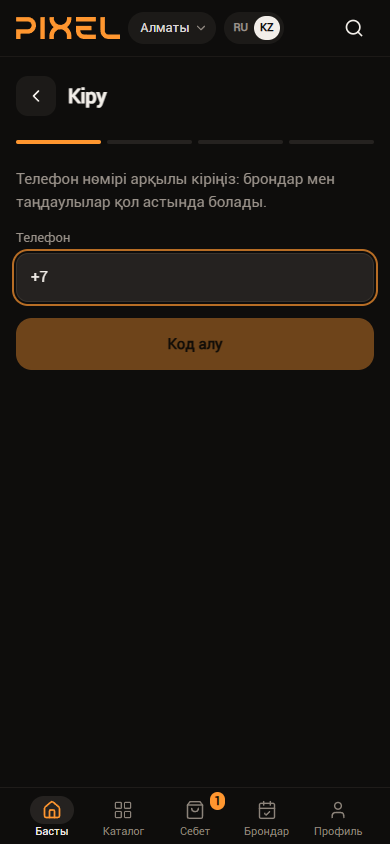 PIXEL
Алматы
RU KZ
Кіру
Телефон нөмірі арқылы кіріңіз: брондар мен
таңдаулылар қол астында болады.
Телефон
+7
Код алу
1
Басты Каталог Себет Брондар Профиль